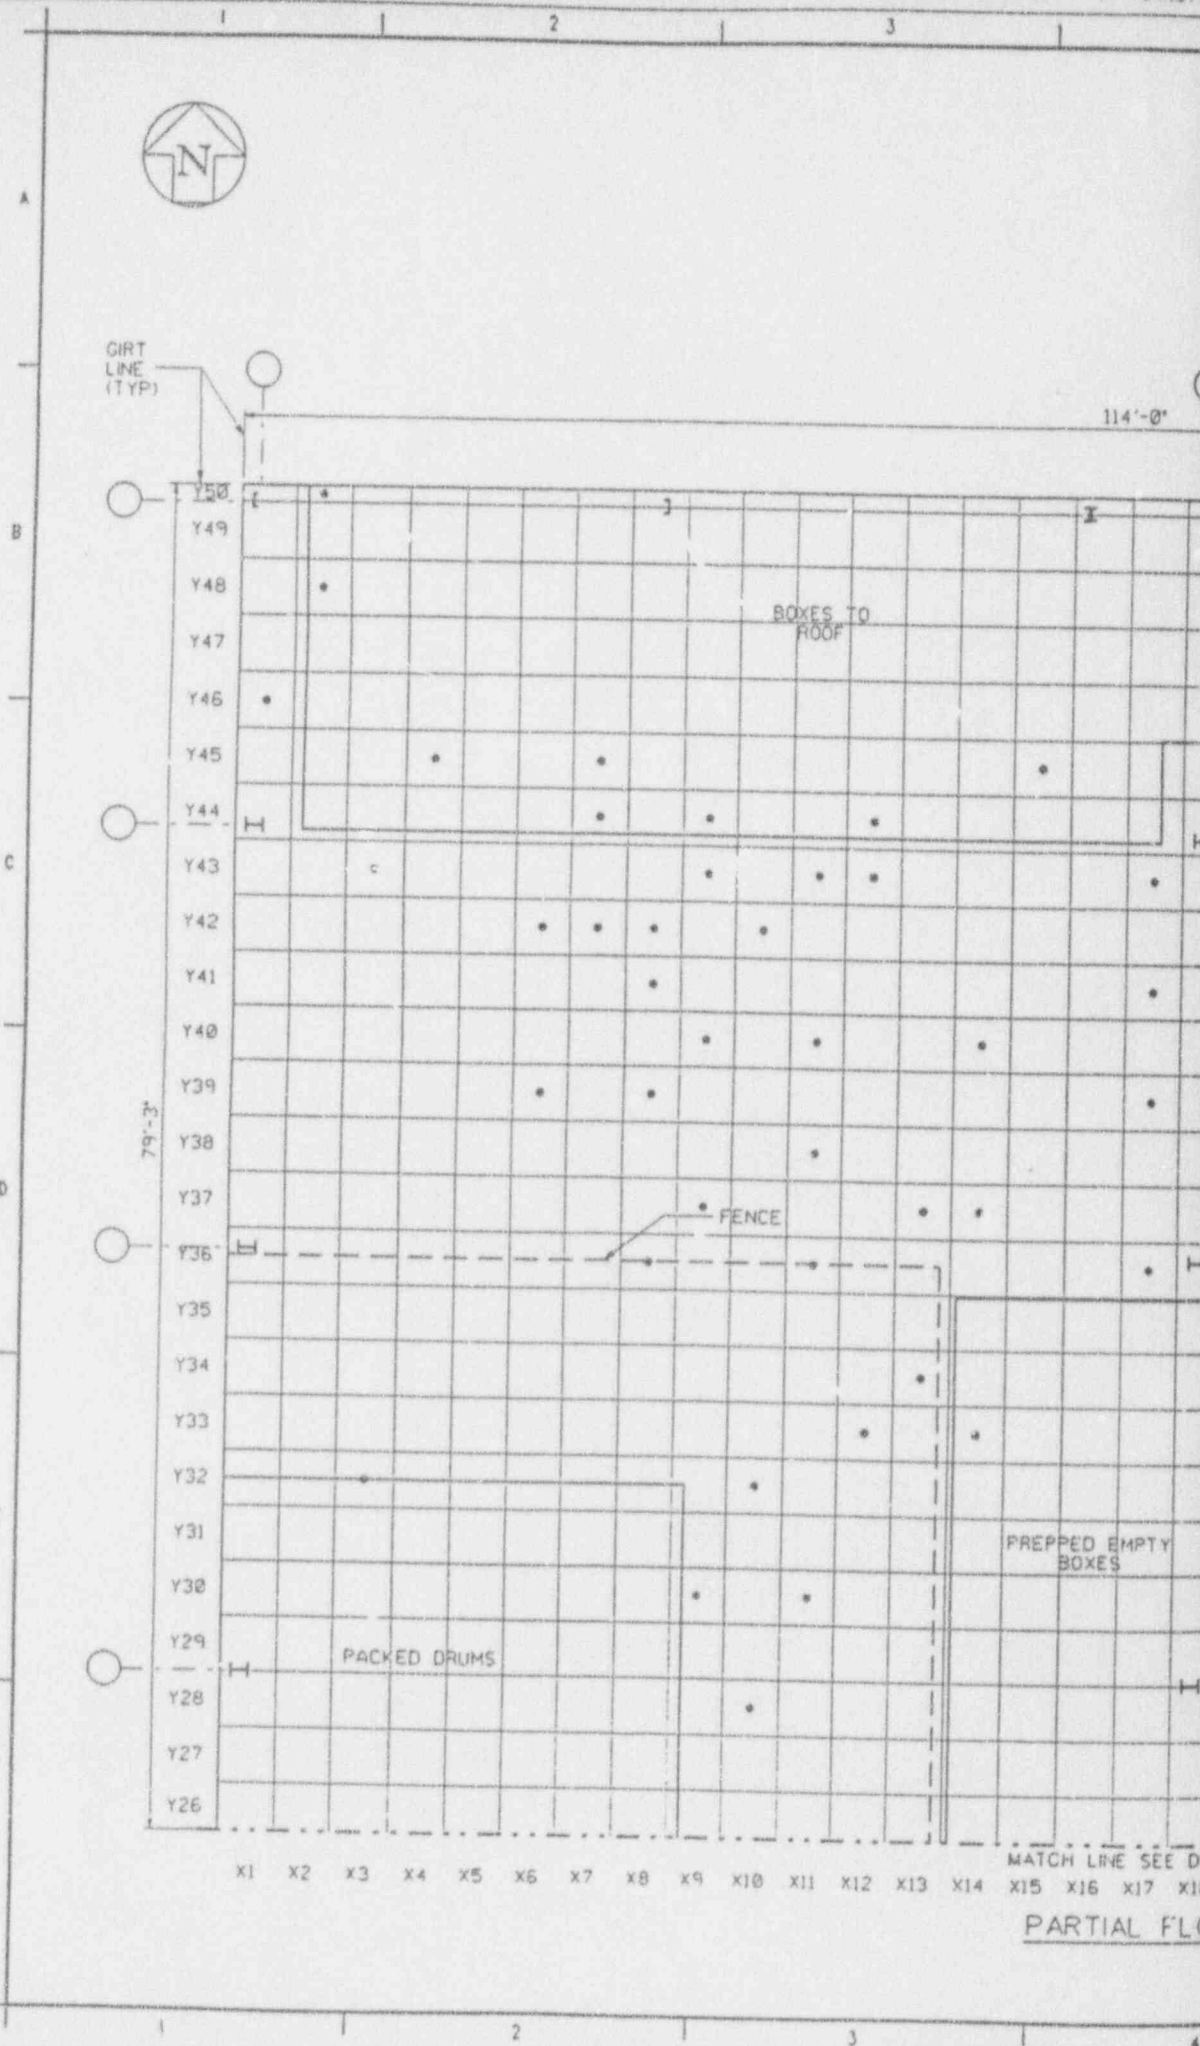 1 2 3
N
A
GIRT
LINE
(TYP)
114'-0"
B
Y50
Y49
Y48
BOXES TO
ROOF
Y47
Y46
Y45
Y44
C
Y43
Y42
Y41
Y40
Y39
79'-3"
Y38
D
Y37
FENCE
Y36
Y35
Y34
Y33
Y32
Y31
PREPPED EMPTY
BOXES
Y30
Y29
PACKED DRUMS
Y28
Y27
Y26
MATCH LINE SEE
X1 X2 X3 X4 X5 X6 X7 X8 X9 X10 X11 X12 X13 X14 X15 X16 X17
PARTIAL
1 2 3